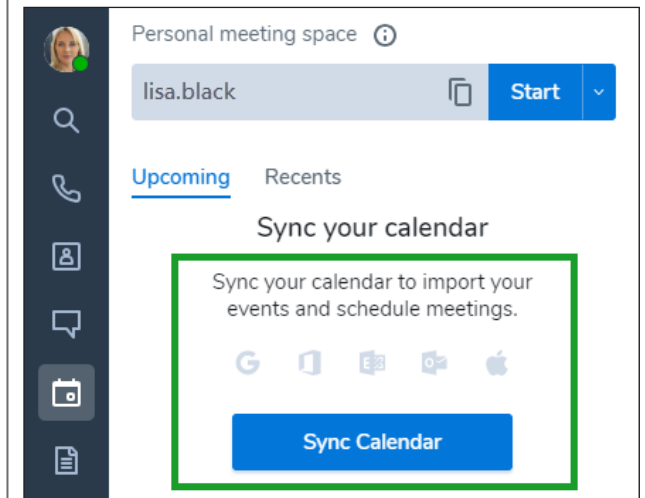 Personal meeting space
lisa.black
Start
Upcoming Recents
Sync your calendar
Sync your calendar to import your
events and schedule meetings.
Sync Calendar